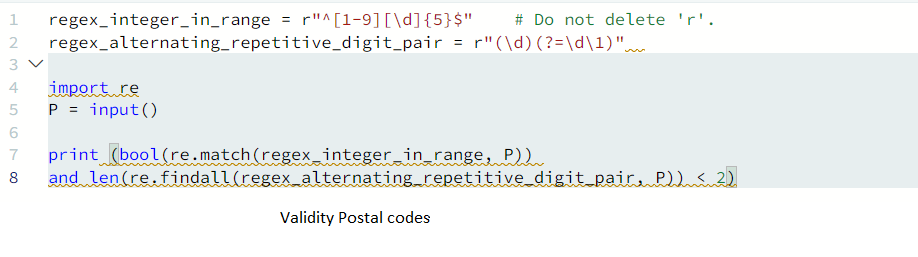 1 regex_integer_in_range = r"^[1-9][\d]{5}$"    # Do not delete 'r'.
2 regex_alternating_repetitive_digit_pair = r"(\d)(?=\d\1)"
3
4 import re
5 P = input()
6
7 print (bool(re.match(regex_integer_in_range, P))
8 and len(re.findall(regex_alternating_repetitive_digit_pair, P)) < 2)
Validity Postal codes